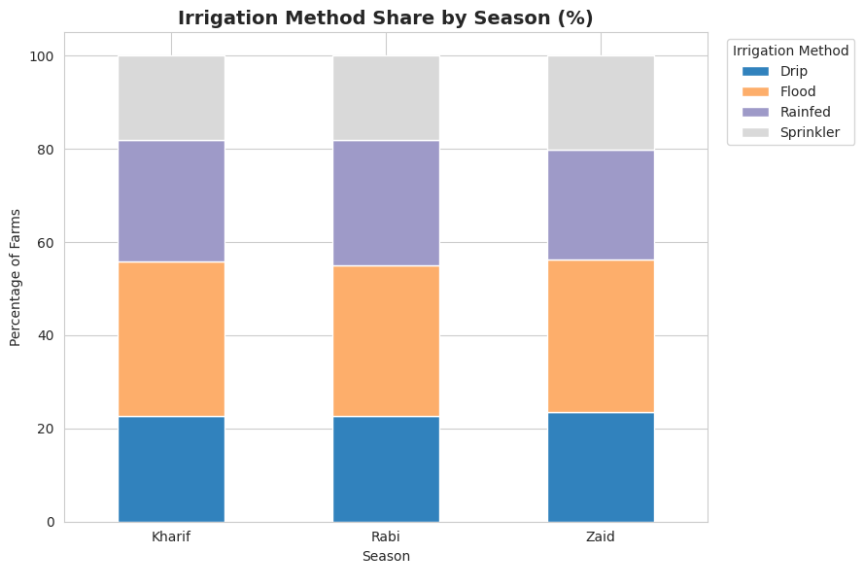 Irrigation Method Share by Season (%)
Irrigation Method
Drip
Flood
Rainfed
Sprinkler
Percentage of Farms
100
80
60
40
20
0
Kharif
Rabi
Zaid
Season